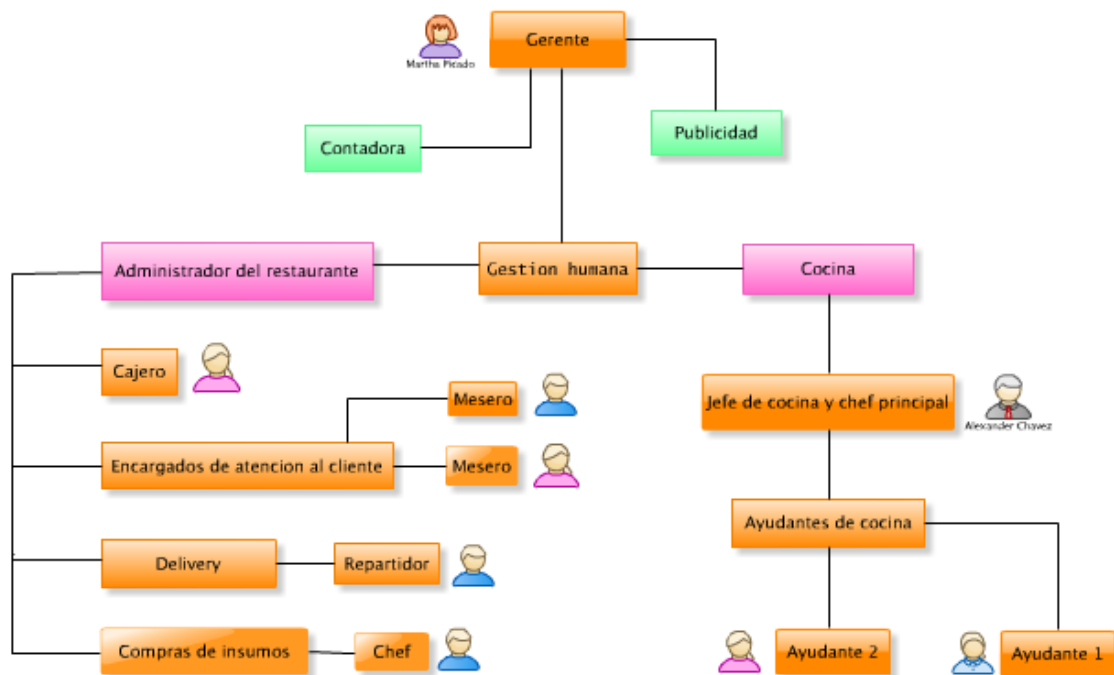 Gerente
Martha Picado
Contadora
Publicidad
Administrador del restaurante
Gestion humana
Cocina
Cajero
Mesero
Jefe de cocina y chef principal
Alexander Chavez
Encargados de atencion al cliente
Mesero
Ayudantes de cocina
Delivery
Repartidor
Compras de insumos
Chef
Ayudante 2
Ayudante 1